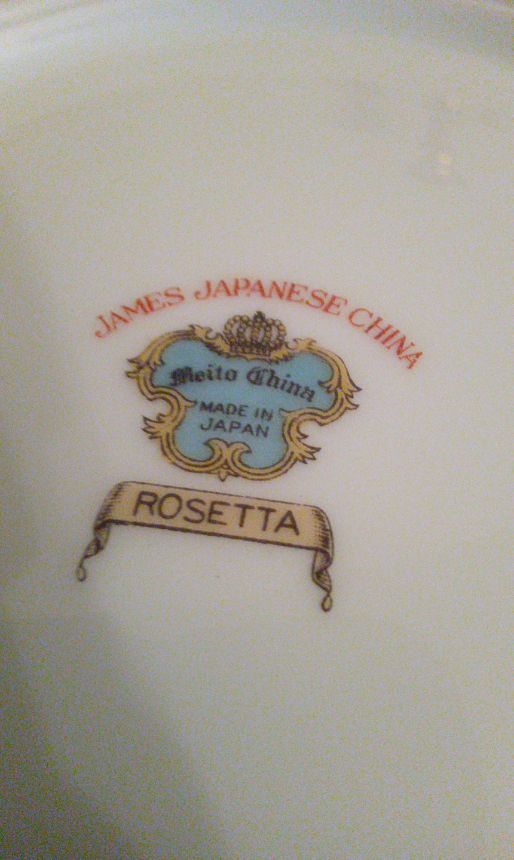 JAMES JAPANESE CHINA
Meito China
MADE IN
JAPAN
ROSETTA